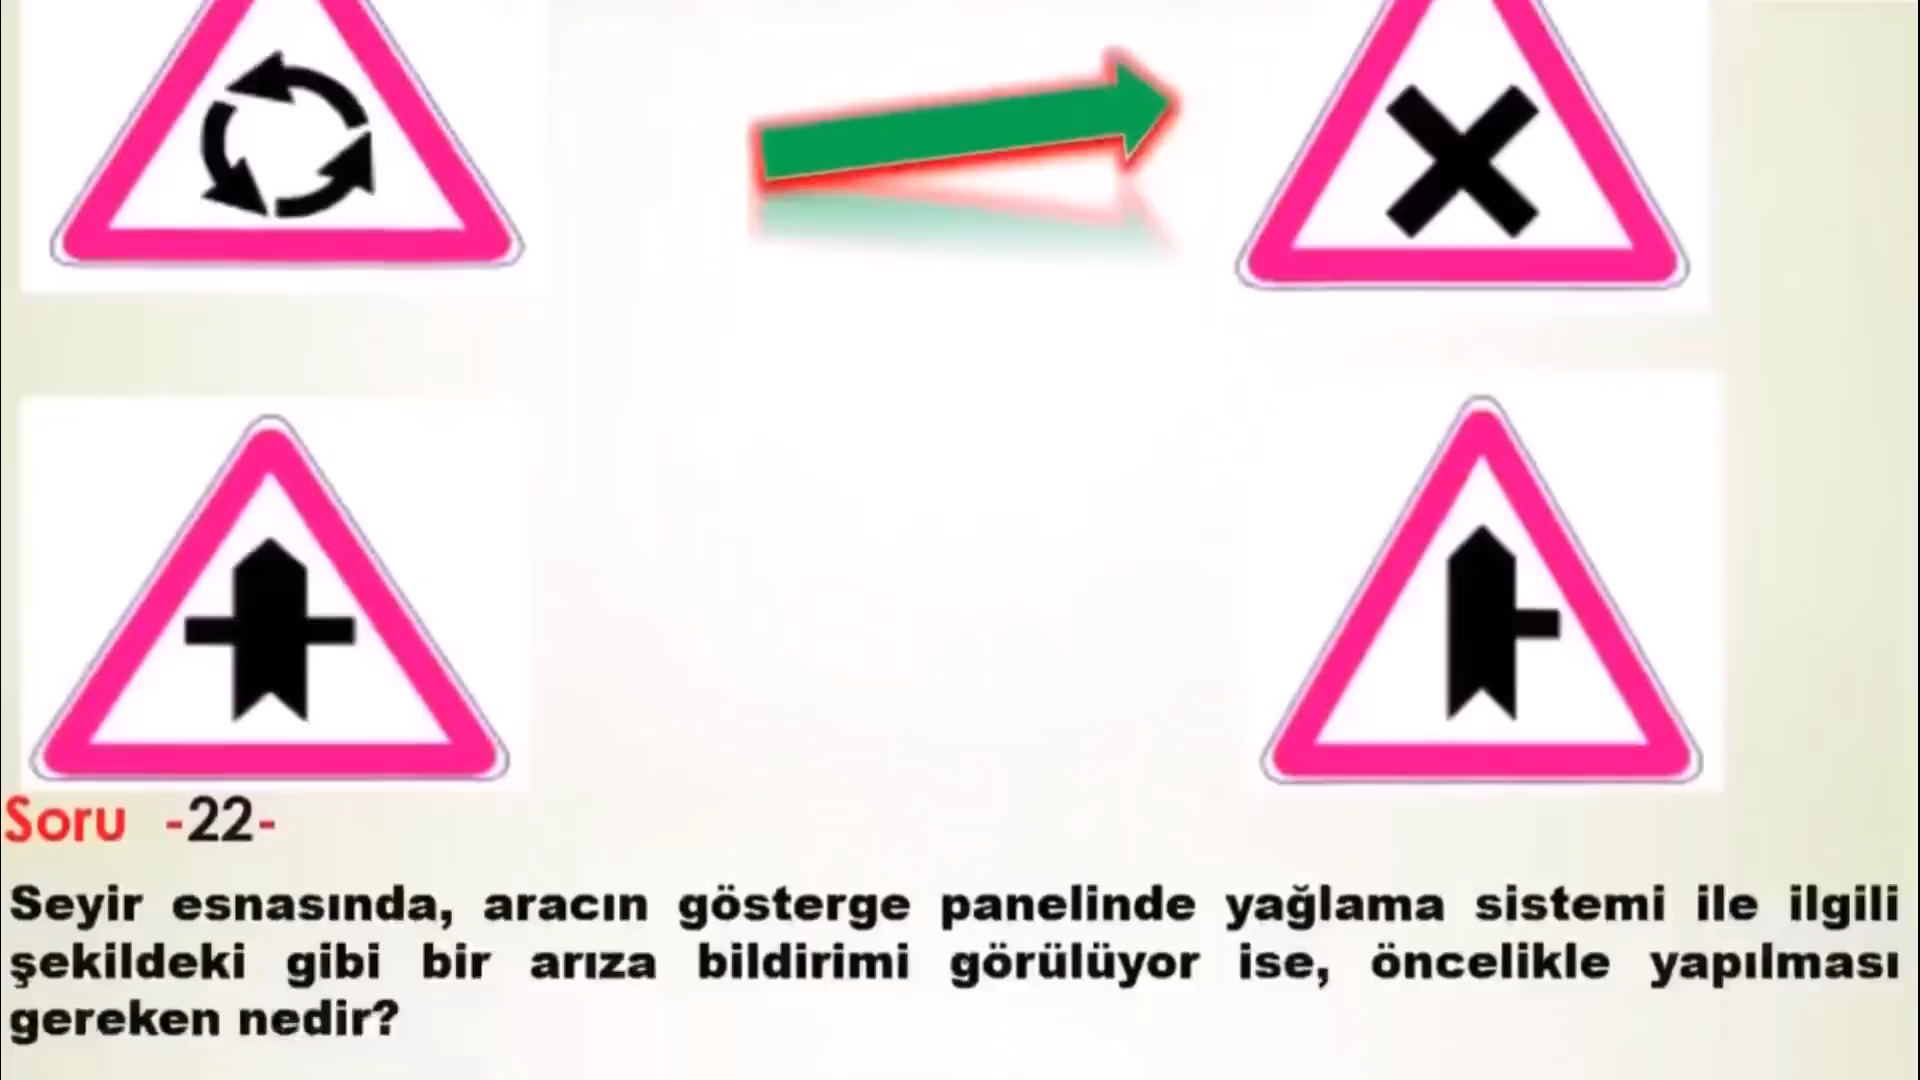 Soru -22-
Seyir esnasında, aracın gösterge panelinde yağlama sistemi ile ilgili
şekildeki gibi bir arıza bildirimi görülüyor ise, öncelikle yapılması
gereken nedir?